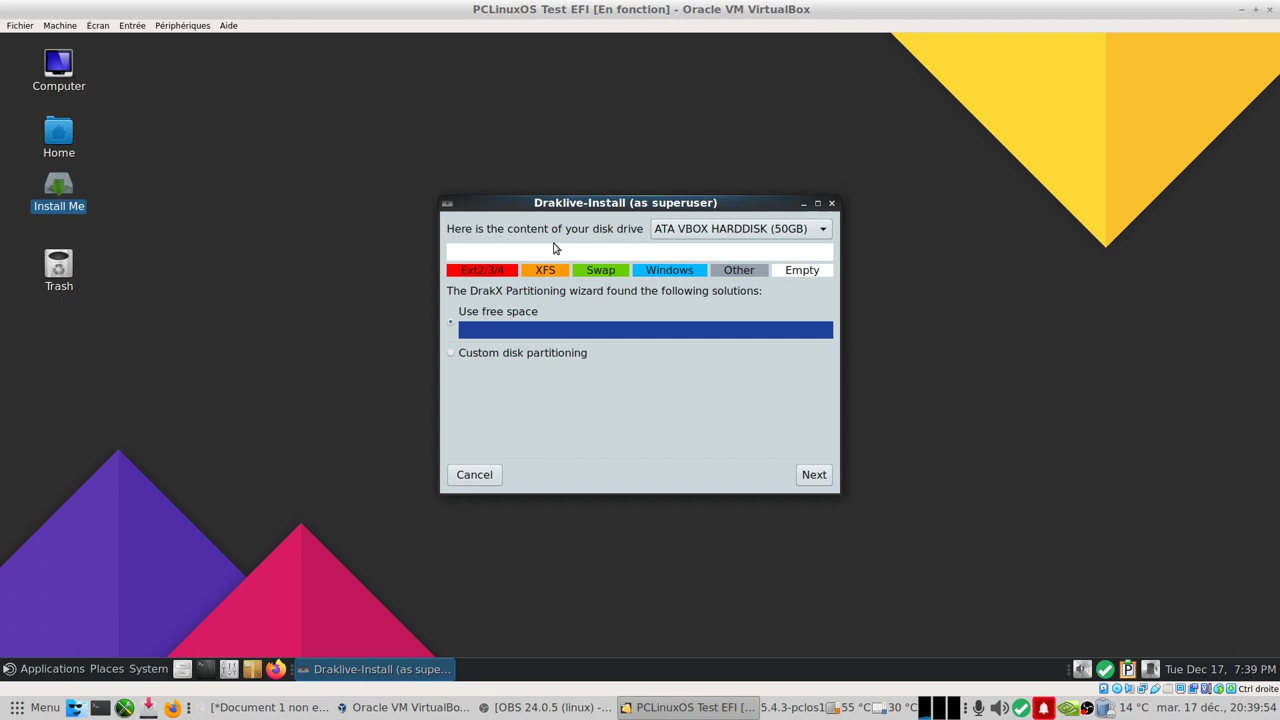 PCLinuxOS Test EFI [En fonction] - Oracle VM VirtualBox
Fichier Machine Écran Entrée Périphériques Aide
Computer
Home
Install Me
Trash
Draklive-Install (as superuser)
Here is the content of your disk drive ATA VBOX HARDDISK (50GB)
Ext2/3/4 XFS Swap Windows Other Empty
The DrakX Partitioning wizard found the following solutions:
Use free space
Custom disk partitioning
Cancel Next
Applications Places System Draklive-Install (as supe... Tue Dec 17, 7:39 PM
Ctrl droite
Menu [*Document 1 non e... Oracle VM VirtualB... [OBS 24.0.5 (linux) -... PCLinuxOS Test EFI [... 5.4.3-pclos1 55 °C 30 °C 14 °C mar. 17 déc., 20:39:54